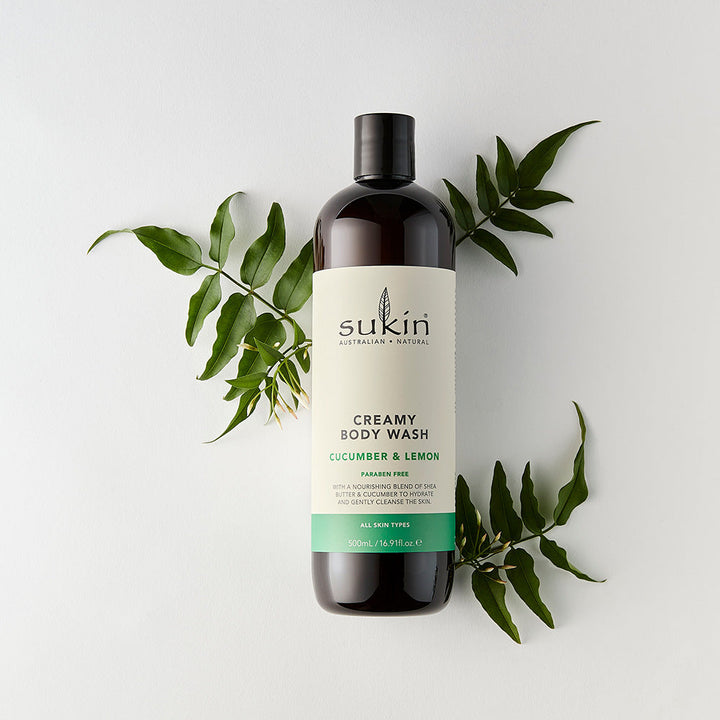 sukin®
AUSTRALIAN • NATURAL
CREAMY
BODY WASH
CUCUMBER & LEMON
PARABEN FREE
WITH A NOURISHING BLEND OF SHEA
BUTTER & CUCUMBER TO HYDRATE
AND GENTLY CLEANSE THE SKIN.
ALL SKIN TYPES
500mL / 16.91fl.oz. ℮